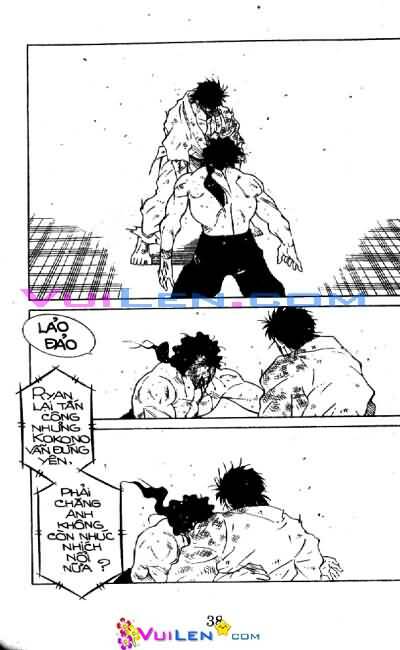 VUILEN.COM
LẢO
ĐẢO
RYAN,
LẠI TẤN
CÔNG
NHƯNG
KOKONO
VẪN ĐỨNG
YÊN.
PHẢI
CHĂNG
ANH
KHÔNG
CÒN NHÚC
NHÍCH
NỔI
NỮA?
38
VUILEN
.com